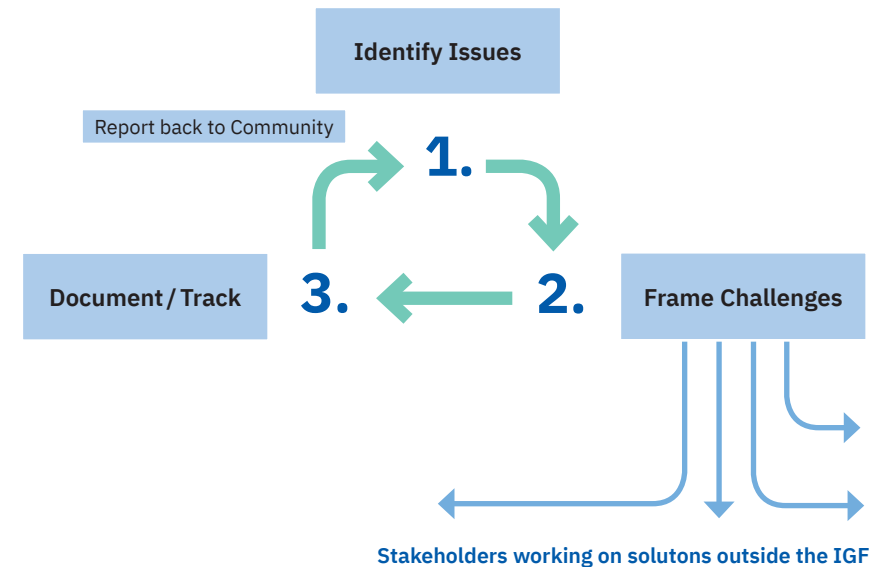 Identify Issues
Report back to Community
1.
Document / Track
3.
2.
Frame Challenges
Stakeholders working on solutons outside the IGF